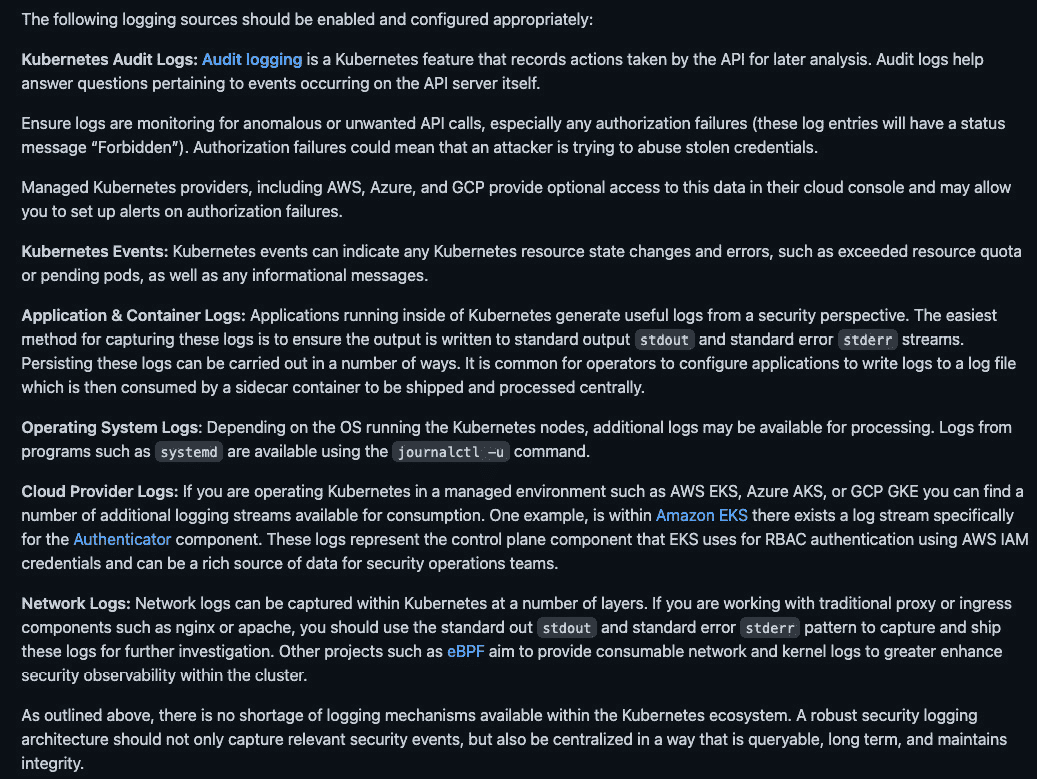 The following logging sources should be enabled and configured appropriately:
Kubernetes Audit Logs: Audit logging is a Kubernetes feature that records actions taken by the API for later analysis. Audit logs help
answer questions pertaining to events occurring on the API server itself.
Ensure logs are monitoring for anomalous or unwanted API calls, especially any authorization failures (these log entries will have a status
message “Forbidden”). Authorization failures could mean that an attacker is trying to abuse stolen credentials.
Managed Kubernetes providers, including AWS, Azure, and GCP provide optional access to this data in their cloud console and may allow
you to set up alerts on authorization failures.
Kubernetes Events: Kubernetes events can indicate any Kubernetes resource state changes and errors, such as exceeded resource quota
or pending pods, as well as any informational messages.
Application & Container Logs: Applications running inside of Kubernetes generate useful logs from a security perspective. The easiest
method for capturing these logs is to ensure the output is written to standard output stdout and standard error stderr streams.
Persisting these logs can be carried out in a number of ways. It is common for operators to configure applications to write logs to a log file
which is then consumed by a sidecar container to be shipped and processed centrally.
Operating System Logs: Depending on the OS running the Kubernetes nodes, additional logs may be available for processing. Logs from
programs such as systemd are available using the journalctl -u command.
Cloud Provider Logs: If you are operating Kubernetes in a managed environment such as AWS EKS, Azure AKS, or GCP GKE you can find a
number of additional logging streams available for consumption. One example, is within Amazon EKS there exists a log stream specifically
for the Authenticator component. These logs represent the control plane component that EKS uses for RBAC authentication using AWS IAM
credentials and can be a rich source of data for security operations teams.
Network Logs: Network logs can be captured within Kubernetes at a number of layers. If you are working with traditional proxy or ingress
components such as nginx or apache, you should use the standard out stdout and standard error stderr pattern to capture and ship
these logs for further investigation. Other projects such as eBPF aim to provide consumable network and kernel logs to greater enhance
security observability within the cluster.
As outlined above, there is no shortage of logging mechanisms available within the Kubernetes ecosystem. A robust security logging
architecture should not only capture relevant security events, but also be centralized in a way that is queryable, long term, and maintains
integrity.